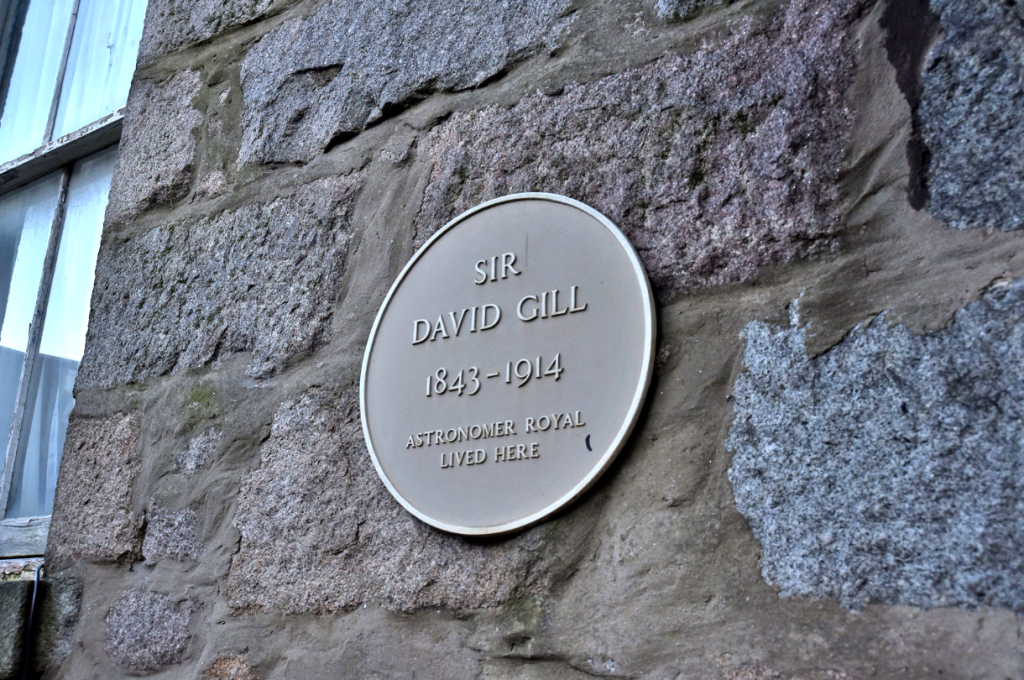 SIR
DAVID GILL
1843-1914
ASTRONOMER ROYAL
LIVED HERE